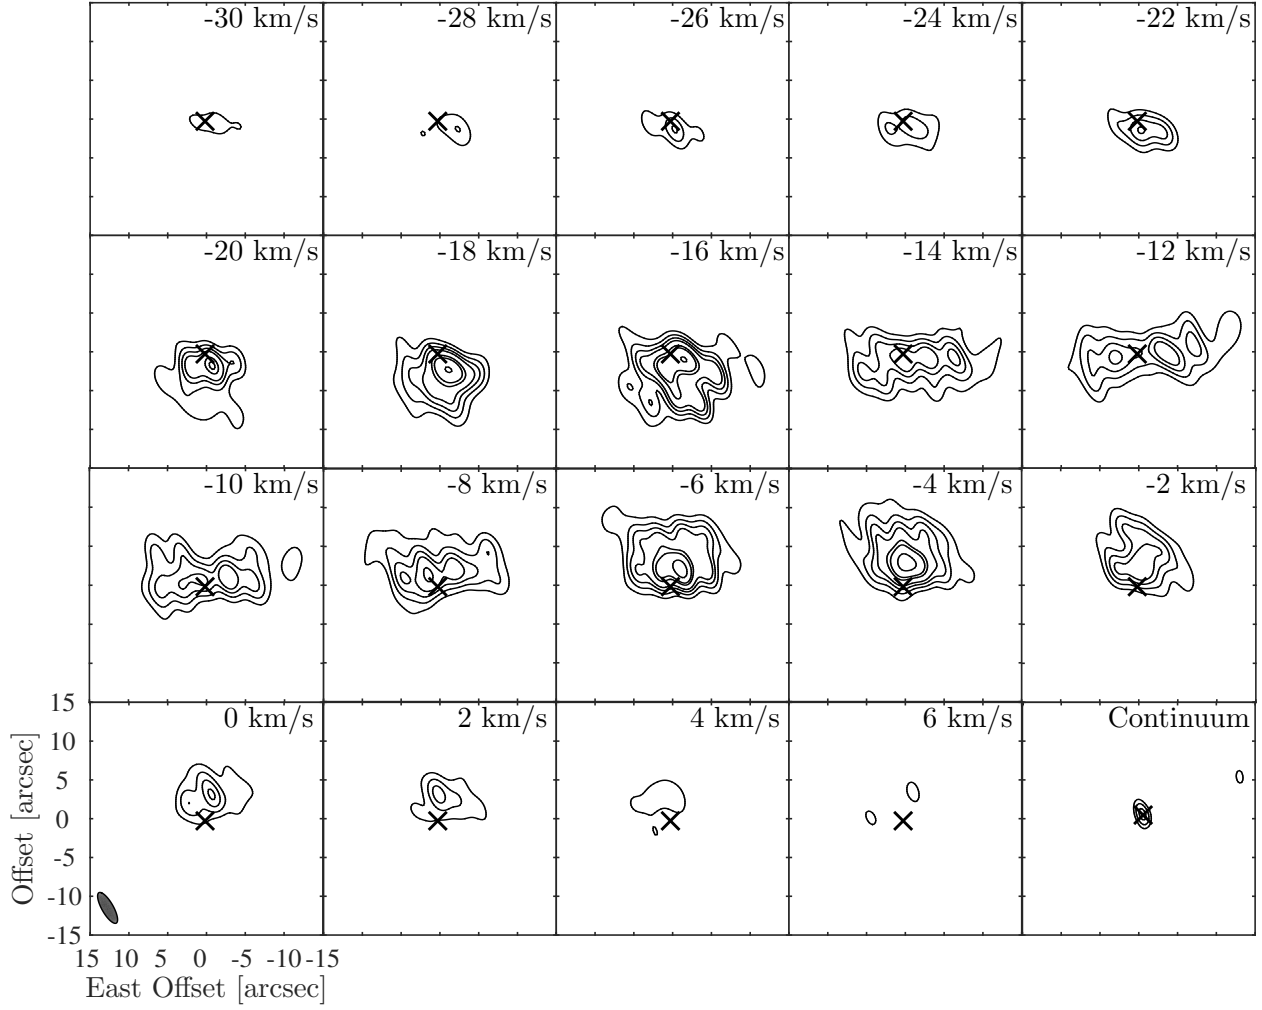 -30 km/s -28 km/s -26 km/s -24 km/s -22 km/s
-20 km/s -18 km/s -16 km/s -14 km/s -12 km/s
-10 km/s -8 km/s -6 km/s -4 km/s -2 km/s
0 km/s 2 km/s 4 km/s 6 km/s Continuum
15
10
5
0
-5
-10
-15
Offset [arcsec]
15 10 5 0 -5 -10 -15
East Offset [arcsec]